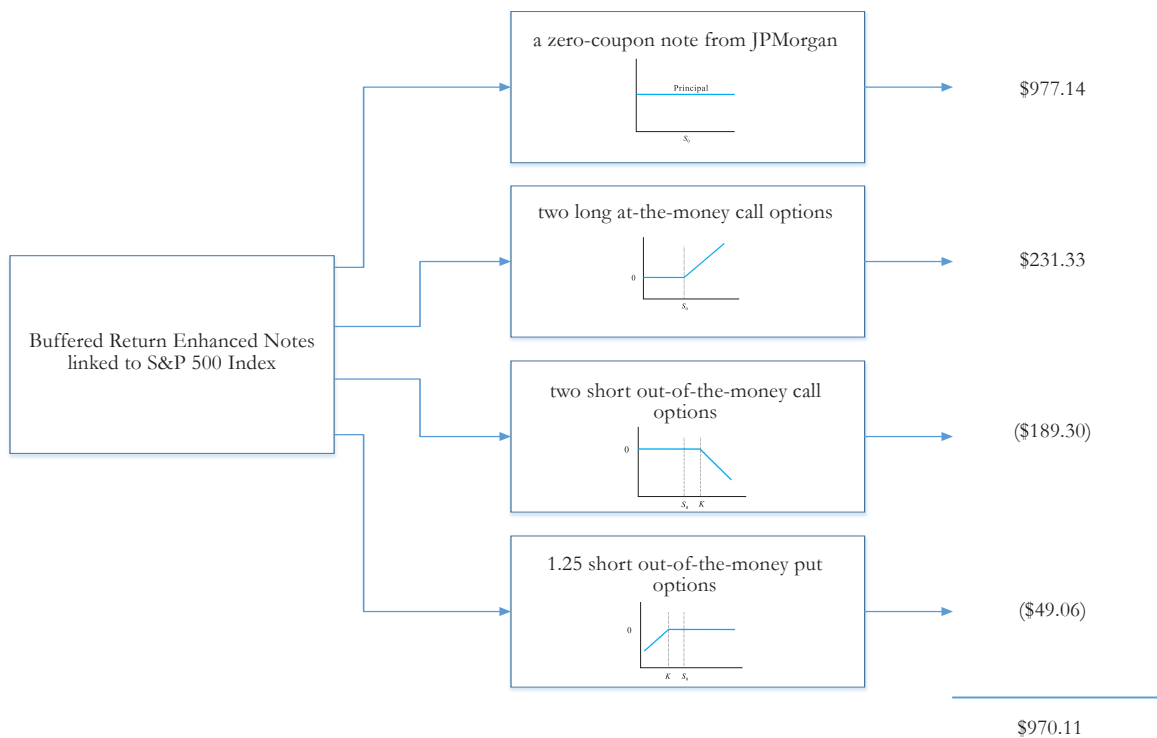 a zero-coupon note from JPMorgan
Principal
S₀
$977.14
two long at-the-money call options
0
S₀
$231.33
Buffered Return Enhanced Notes
linked to S&P 500 Index
two short out-of-the-money call
options
0
S₀ K
($189.30)
1.25 short out-of-the-money put
options
0
K S₀
($49.06)
$970.11